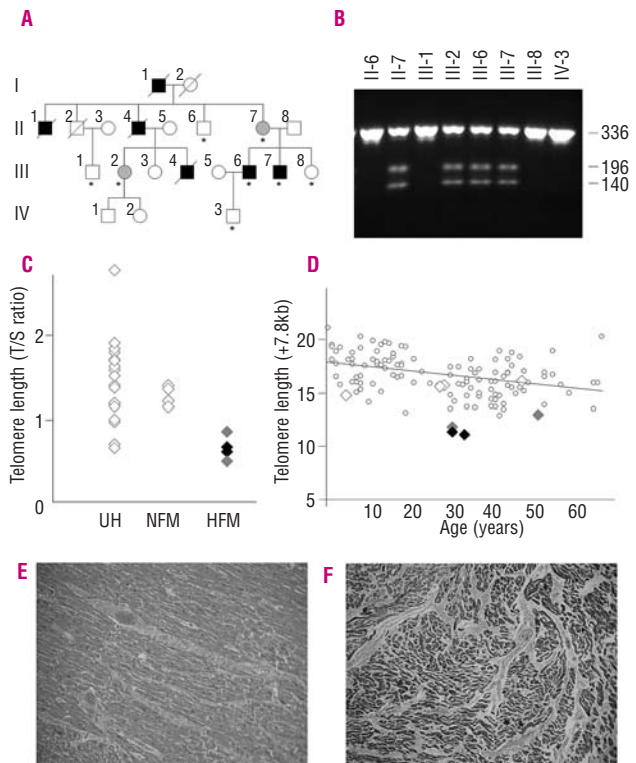 A
I
1 2
II
1 2 3 4 5 6 7 8
III
1 2 3 4 5 6 7 8
* * * * *
IV
1 2 3
*
B
II-6 II-7 III-1 III-2 III-6 III-7 III-8 IV-3
336
196
140
C
Telomere length (T/S ratio)
2
1
0
UH NFM HFM
D
Telomere length (+7.8kb)
20
15
10
5
10 20 30 40 50 60
Age (years)
E
F